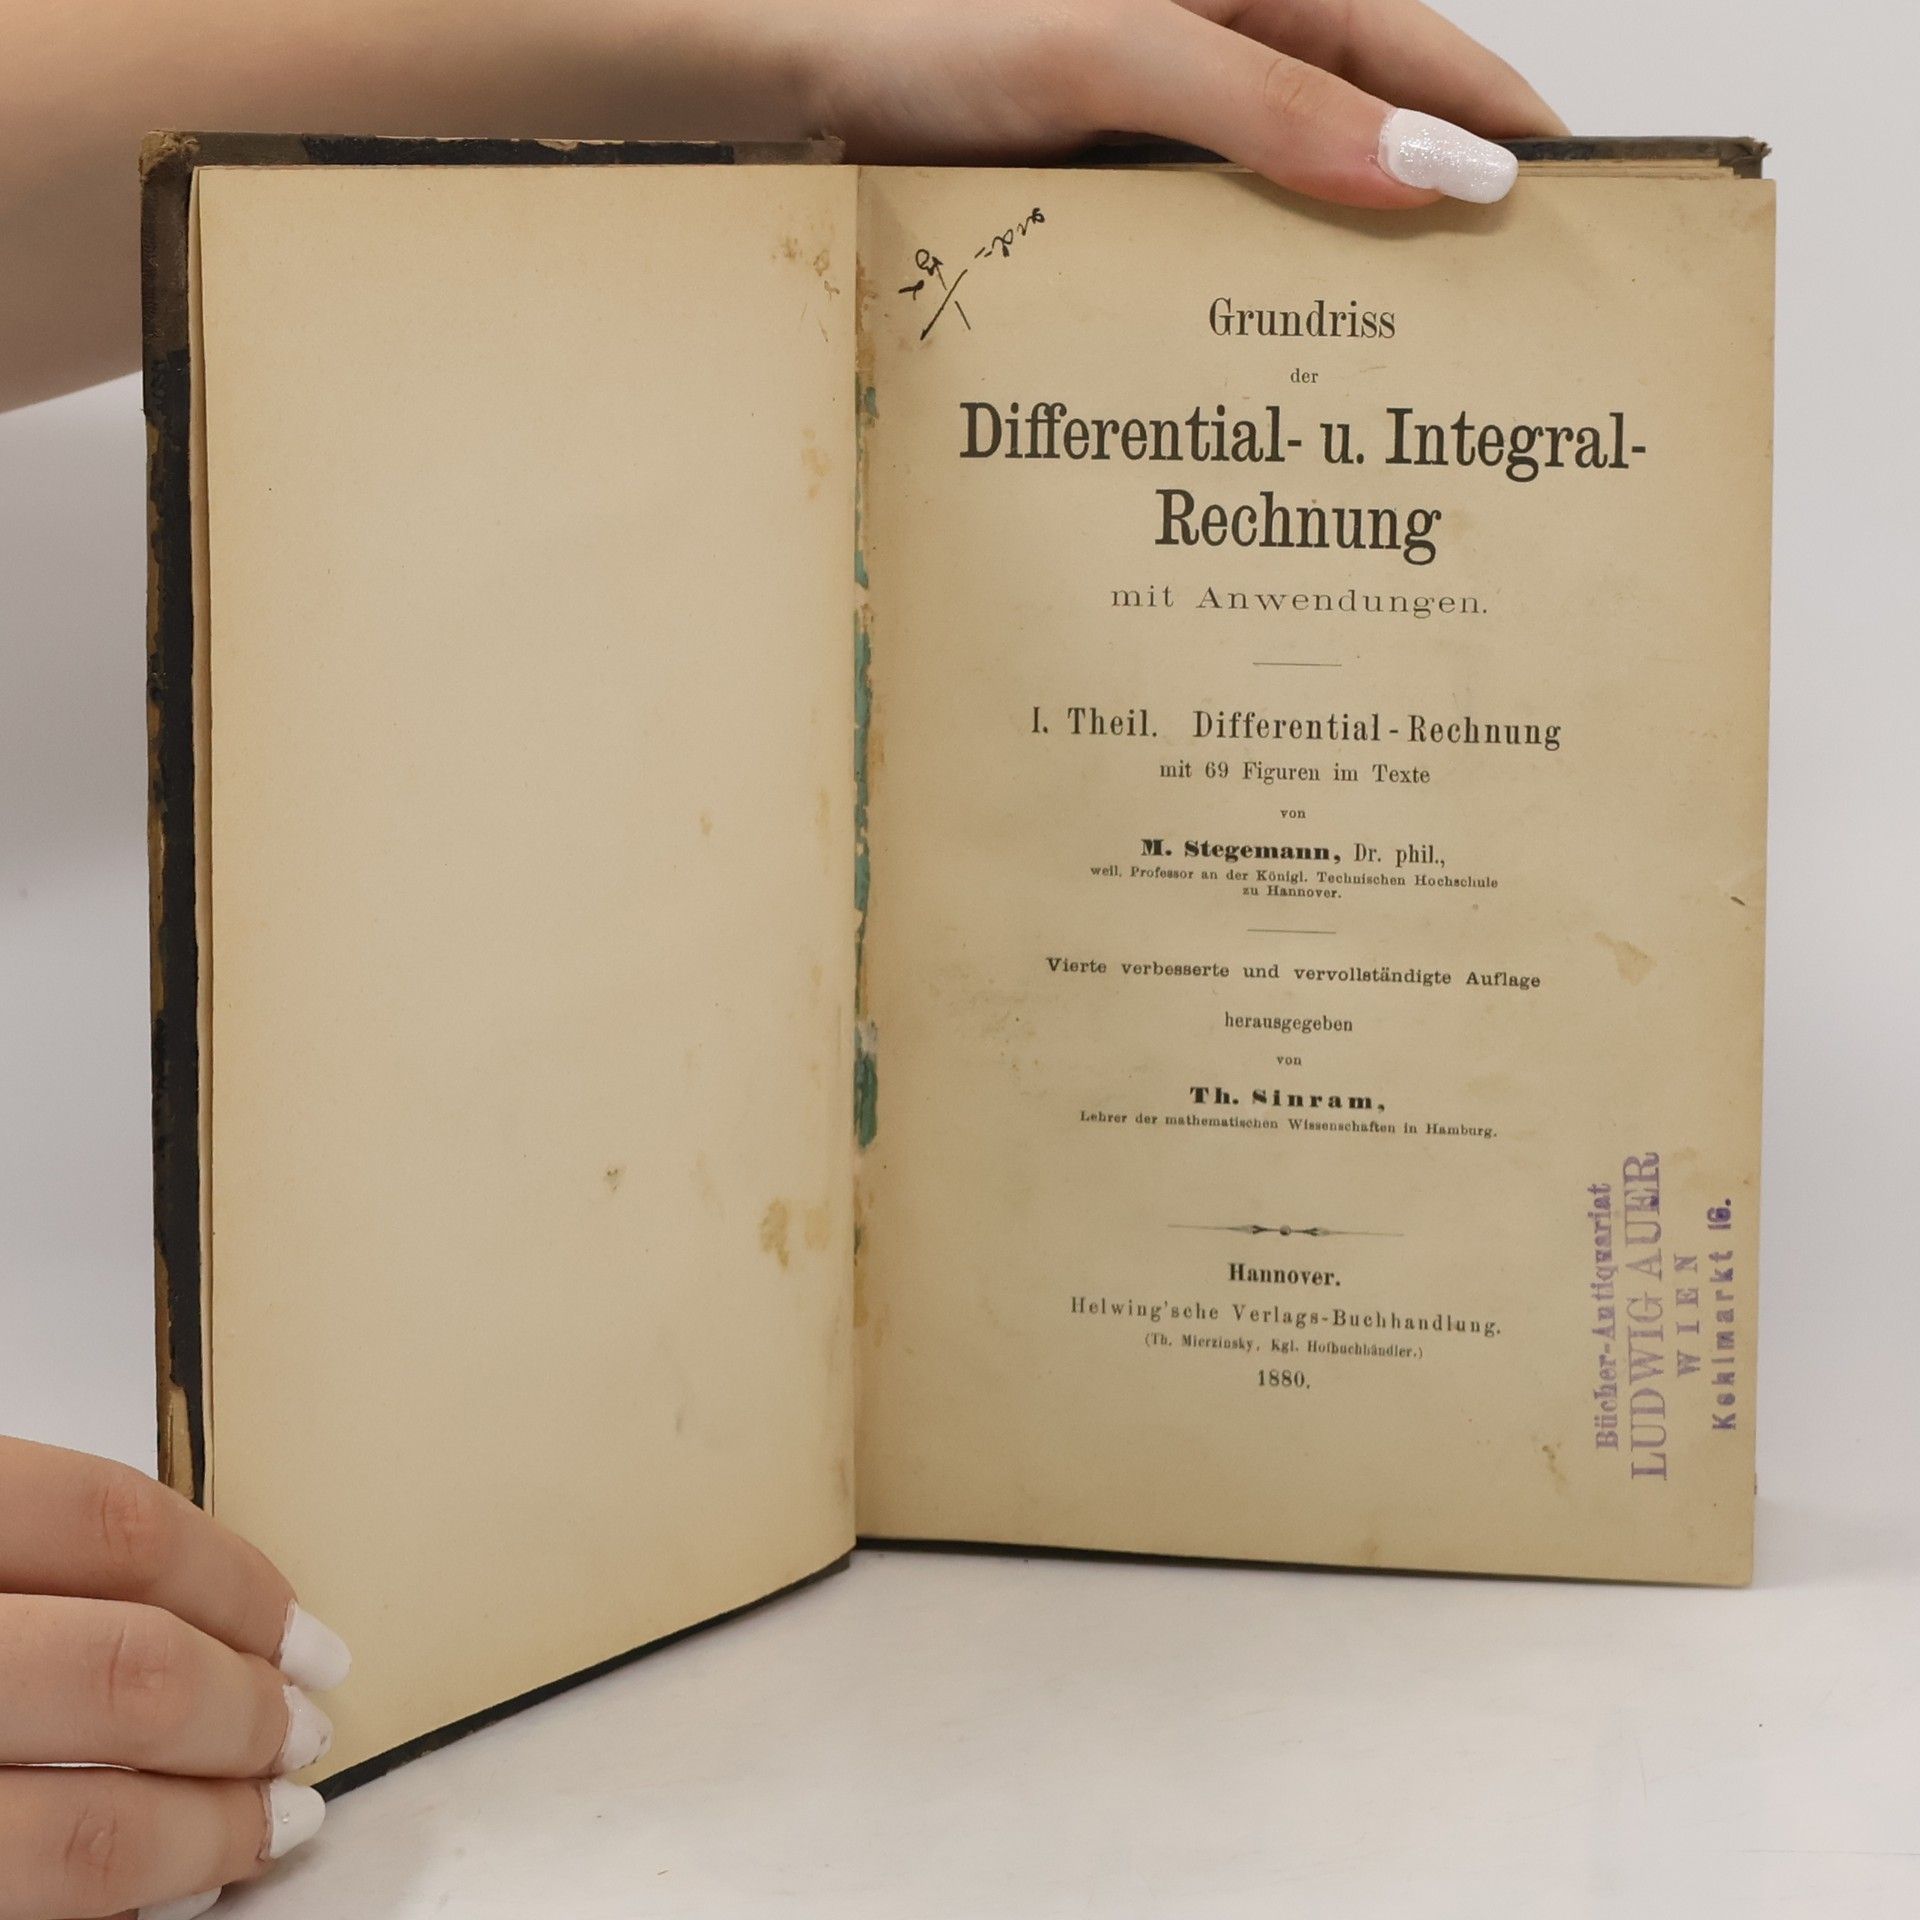 Grundriss
der
Differential- u. Integral-
Rechnung
mit Anwendungen.
I. Theil. Differential-Rechnung
mit 69 Figuren im Texte
von
M. Stegemann, Dr. phil.,
weil. Professor an der Königl. Technischen Hochschule
zu Hannover.
Vierte verbesserte und vervollständigte Auflage
herausgegeben
von
Th. Sinram,
Lehrer der mathematischen Wissenschaften in Hamburg.
Hannover.
Helwing'sche Verlags-Buchhandlung.
(Th. Mierzinsky, Kgl. Hofbuchhändler.)
1880.
Bücher-Antiquariat
LUDWIG AUER
WIEN
Kohlmarkt 16.